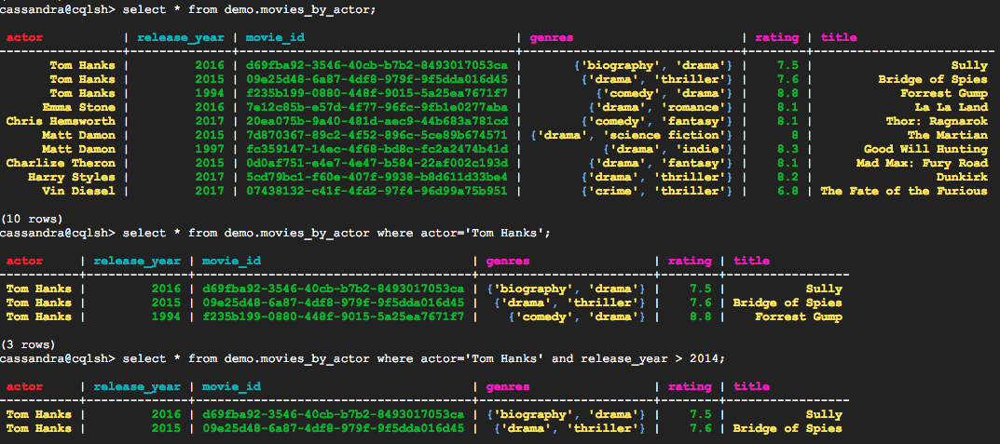 cassandra@cqlsh> select * from demo.movies_by_actor;
actor | release_year | movie_id | genres | rating | title
Tom Hanks | 2016 | d69fba92-3546-40cb-b7b2-8493017053ca | {'biography', 'drama'} | 7.5 | Sully
Tom Hanks | 2015 | 09e25d48-6a87-4df8-979f-9f5dda016d45 | {'drama', 'thriller'} | 7.6 | Bridge of Spies
Tom Hanks | 1994 | f235b199-0880-448f-9015-5a25ea7671f7 | {'comedy', 'drama'} | 8.8 | Forrest Gump
Emma Stone | 2016 | 7e12c85b-e57d-4f77-96fc-9fb1e0277aba | {'drama', 'romance'} | 8.1 | La La Land
Chris Hemsworth | 2017 | 20ea075b-9a40-481d-aec9-44b683a781cd | {'comedy', 'fantasy'} | 8.1 | Thor: Ragnarok
Matt Damon | 2015 | 7d870367-89c2-4f52-896c-5ce89b674571 | {'drama', 'science fiction'} | 8 | The Martian
Matt Damon | 1997 | fc359147-14ec-4f68-bd8c-fc2a2474b41d | {'drama', 'indie'} | 8.3 | Good Will Hunting
Charlize Theron | 2015 | 0d0af751-e4e7-4e47-b584-22af002c193d | {'drama', 'fantasy'} | 8.1 | Mad Max: Fury Road
Harry Styles | 2017 | 5cd79bc1-f60e-407f-9938-b8d611d33be4 | {'drama', 'thriller'} | 8.2 | Dunkirk
Vin Diesel | 2017 | 07438132-c41f-4fd2-97f4-96d99a75b951 | {'crime', 'thriller'} | 6.8 | The Fate of the Furious
(10 rows)
cassandra@cqlsh> select * from demo.movies_by_actor where actor='Tom Hanks';
actor | release_year | movie_id | genres | rating | title
Tom Hanks | 2016 | d69fba92-3546-40cb-b7b2-8493017053ca | {'biography', 'drama'} | 7.5 | Sully
Tom Hanks | 2015 | 09e25d48-6a87-4df8-979f-9f5dda016d45 | {'drama', 'thriller'} | 7.6 | Bridge of Spies
Tom Hanks | 1994 | f235b199-0880-448f-9015-5a25ea7671f7 | {'comedy', 'drama'} | 8.8 | Forrest Gump
(3 rows)
cassandra@cqlsh> select * from demo.movies_by_actor where actor='Tom Hanks' and release_year > 2014;
actor | release_year | movie_id | genres | rating | title
Tom Hanks | 2016 | d69fba92-3546-40cb-b7b2-8493017053ca | {'biography', 'drama'} | 7.5 | Sully
Tom Hanks | 2015 | 09e25d48-6a87-4df8-979f-9f5dda016d45 | {'drama', 'thriller'} | 7.6 | Bridge of Spies